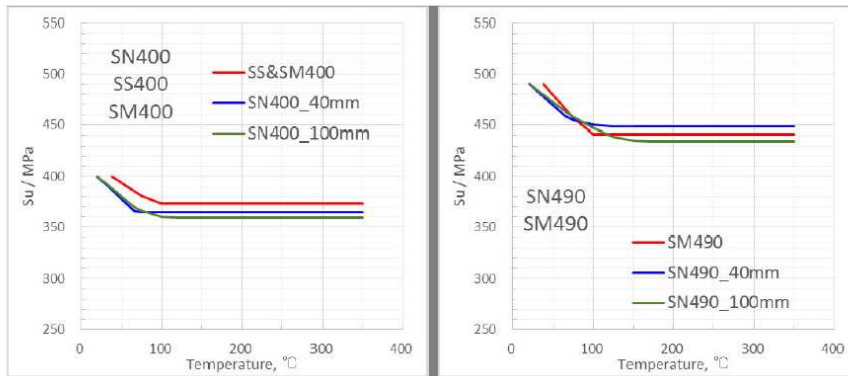 550
500
450
400
350
300
250
Su / MPa
SN400
SS400
SM400
SS&SM400
SN400_40mm
SN400_100mm
0
100
200
300
400
Temperature, ℃
550
500
450
400
350
300
250
Su / MPa
SN490
SM490
SM490
SN490_40mm
SN490_100mm
0
100
200
300
400
Temperature, ℃